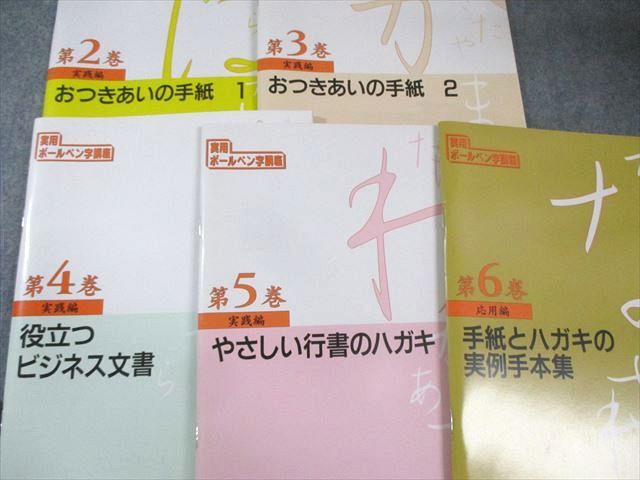 第2巻
実践編
おつきあいの手紙 1
第3巻
実践編
おつきあいの手紙 2
実用
ボールペン字講座
第4巻
実践編
役立つ
ビジネス文書
実用
ボールペン字講座
第5巻
実践編
やさしい行書のハガキ
実用
ボールペン字講座
第6巻
応用編
手紙とハガキの
実例手本集